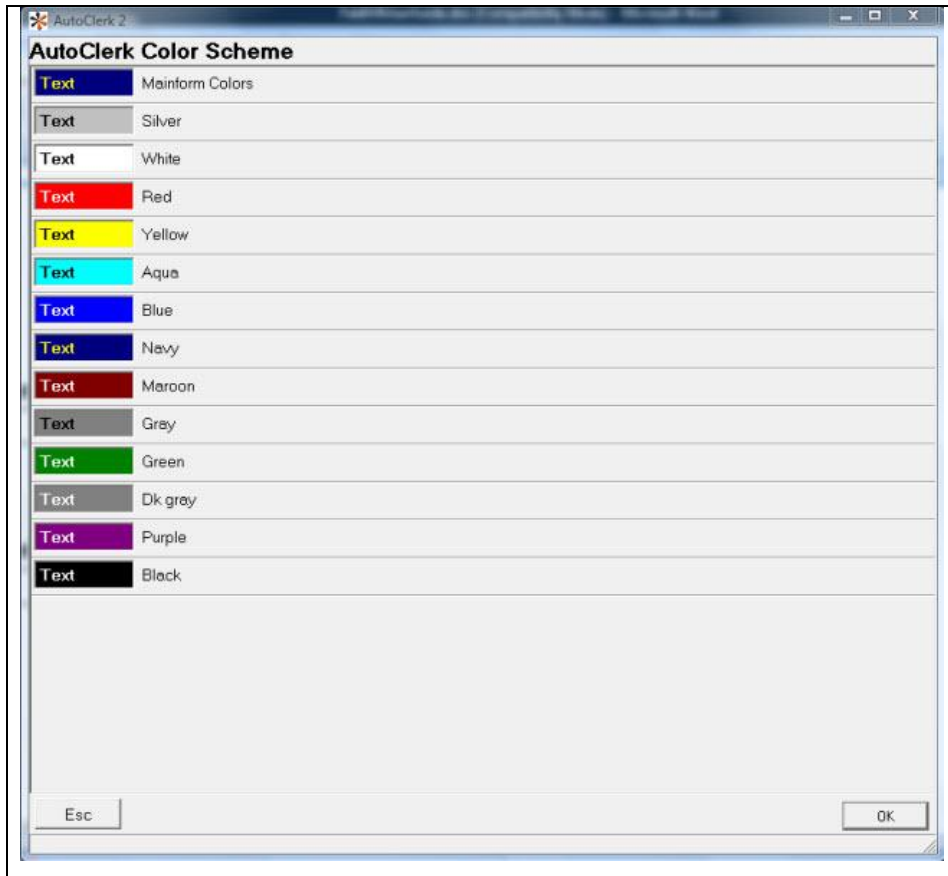 AutoClerk 2
AutoClerk Color Scheme
Text Mainform Colors
Text Silver
Text White
Text Red
Text Yellow
Text Aqua
Text Blue
Text Navy
Text Maroon
Text Gray
Text Green
Text Dk gray
Text Purple
Text Black
Esc OK